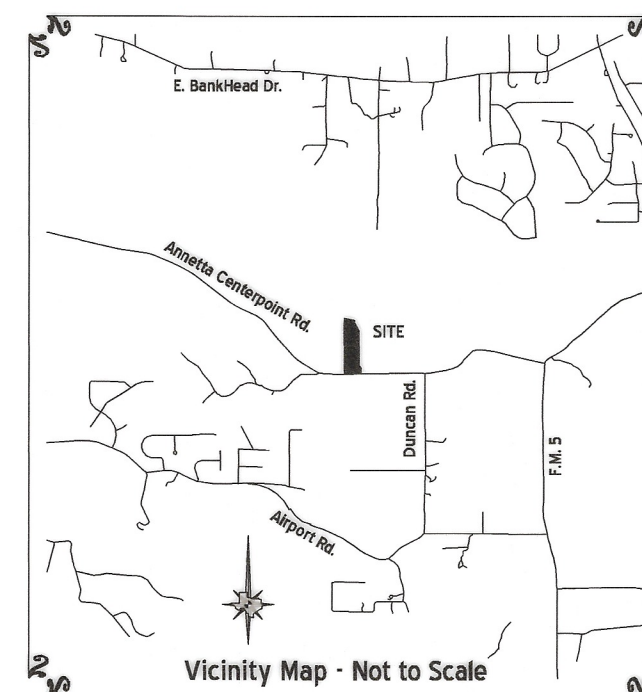 E. BankHead Dr.
Annetta Centerpoint Rd.
SITE
Duncan Rd.
F.M. 5
Airport Rd.
Vicinity Map - Not to Scale